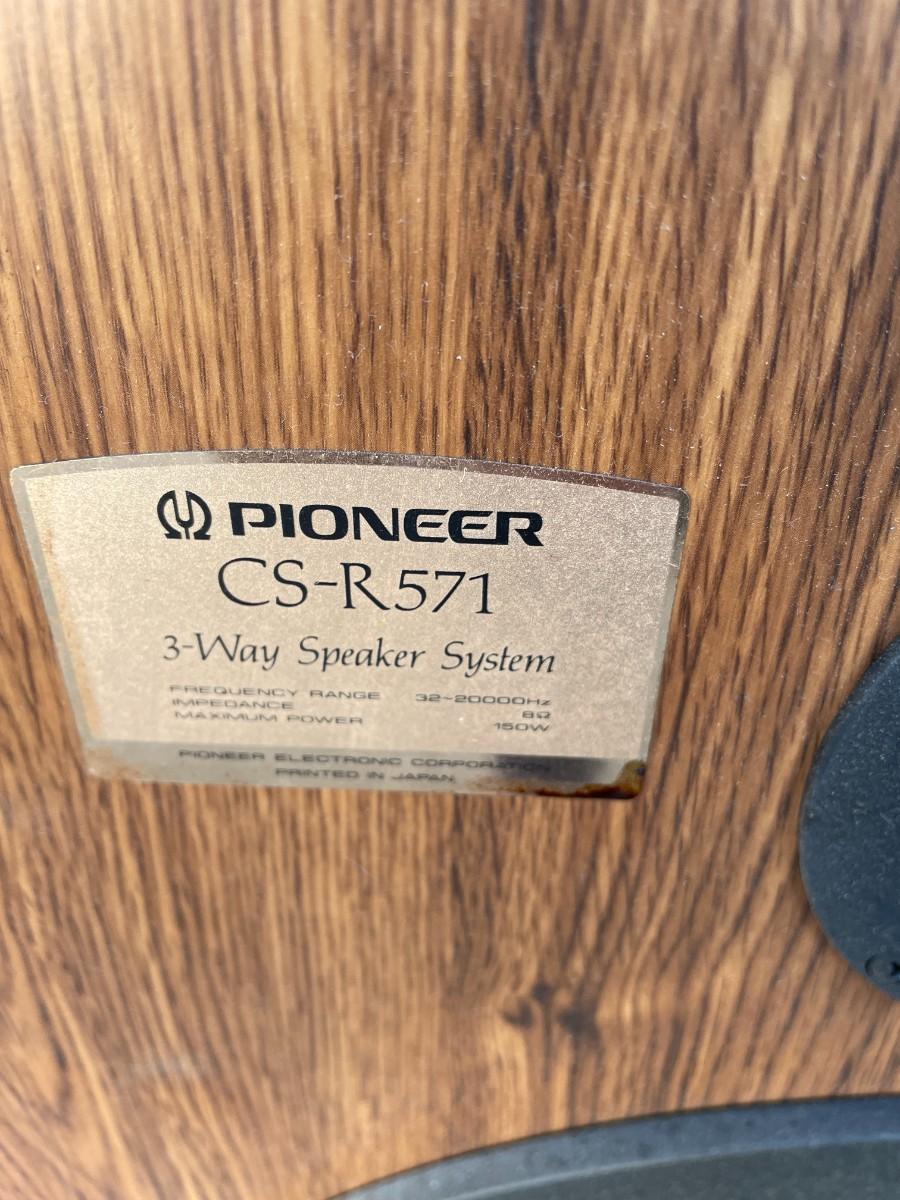 PIONEER
CS-R571
3-Way Speaker System
FREQUENCY RANGE 32~20000Hz
IMPEDANCE 8Ω
MAXIMUM POWER 150W
PIONEER ELECTRONIC CORPORATION
PRINTED IN JAPAN